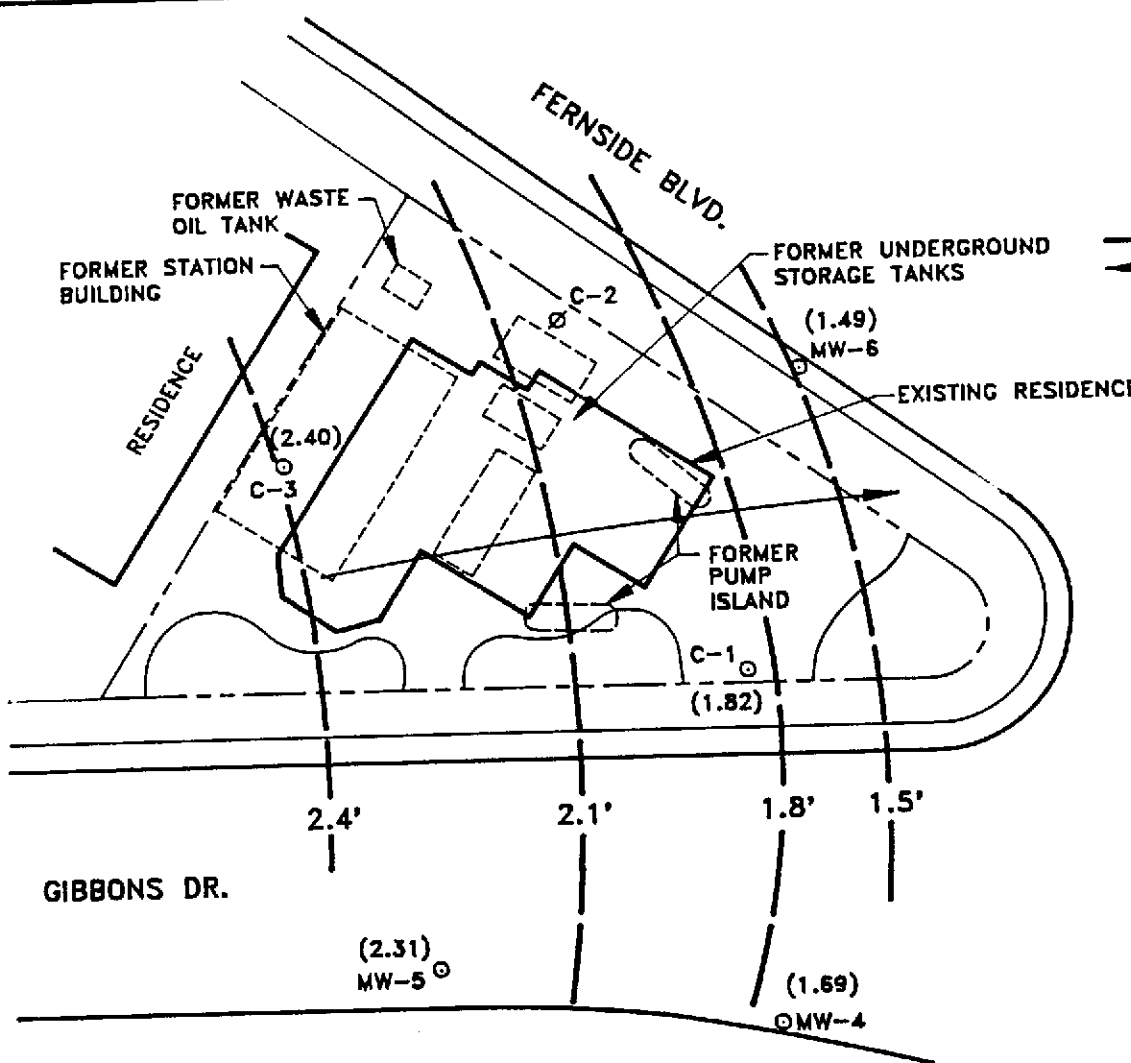 FERNSIDE BLVD.
FORMER WASTE
OIL TANK
FORMER STATION
BUILDING
RESIDENCE
C-2
FORMER UNDERGROUND
STORAGE TANKS
(1.49)
MW-6
EXISTING RESIDENCE
(2.40)
C-3
FORMER
PUMP
ISLAND
C-1
(1.82)
2.4'
2.1'
1.8'
1.5'
GIBBONS DR.
(2.31)
MW-5
(1.69)
MW-4